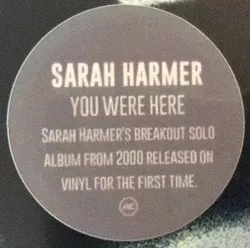 SARAH HARMER
YOU WERE HERE
SARAH HARMER'S BREAKOUT SOLO
ALBUM FROM 2000 RELEASED ON
VINYL FOR THE FIRST TIME.